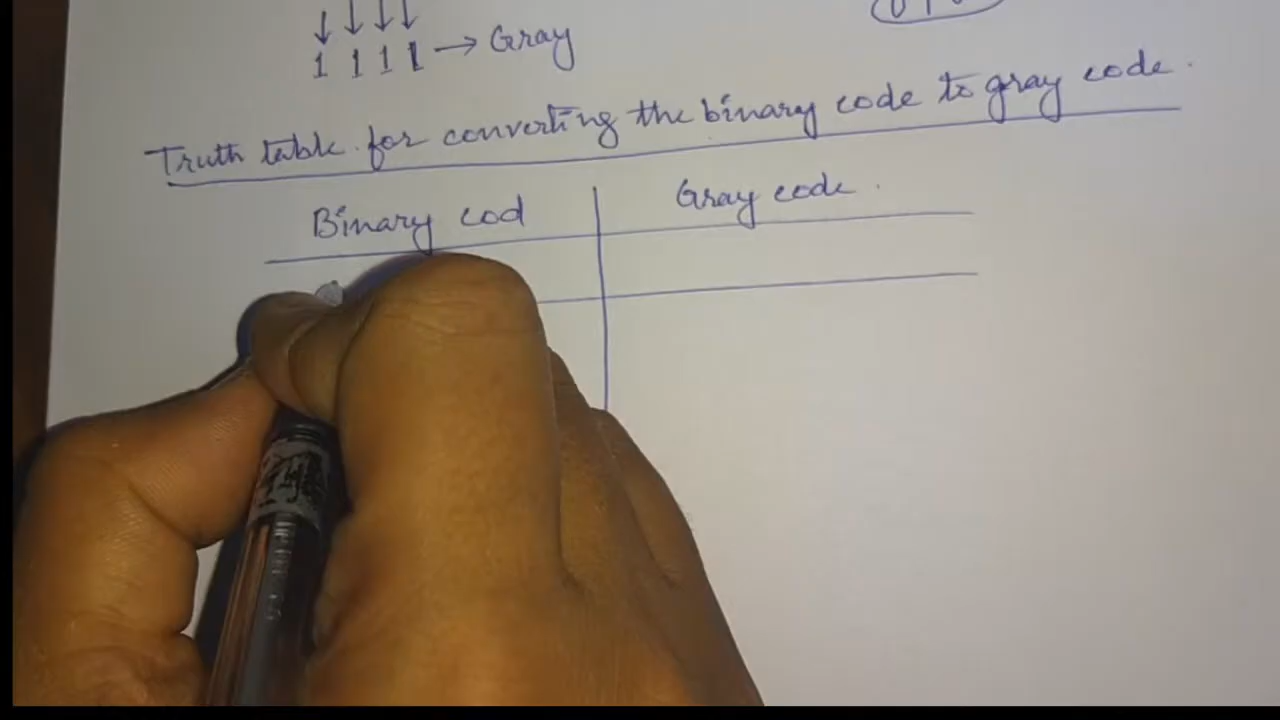 1 1 1 1 → Gray
Truth table for converting the binary code to gray code.
Binary cod
Gray code